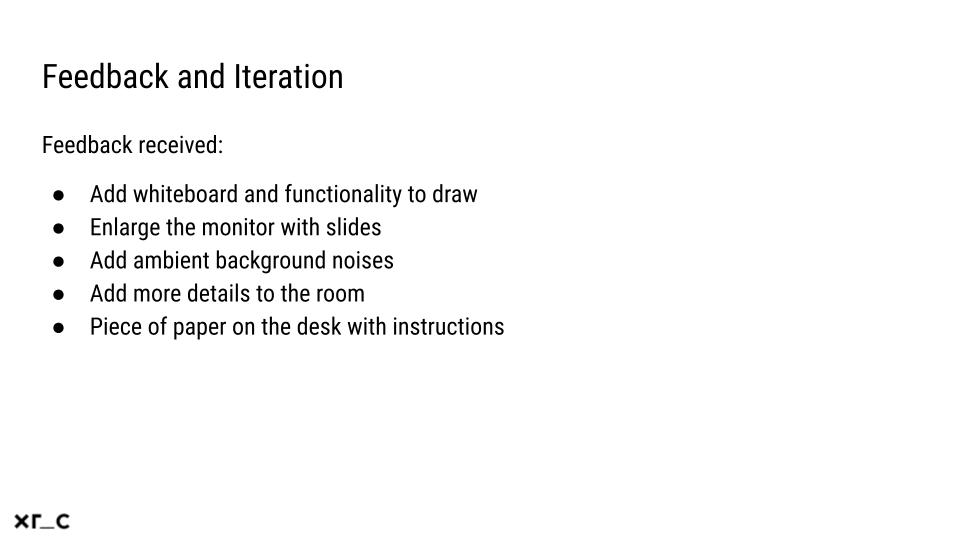 Feedback and Iteration
Feedback received:
● Add whiteboard and functionality to draw
● Enlarge the monitor with slides
● Add ambient background noises
● Add more details to the room
● Piece of paper on the desk with instructions
xr_c